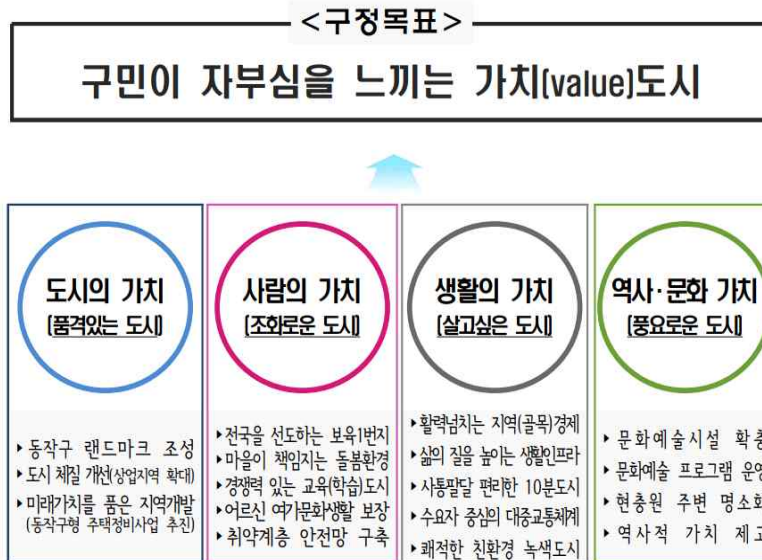 <구정목표>
구민이 자부심을 느끼는 가치(value)도시
도시의 가치
[품격있는 도시]
▸동작구 랜드마크 조성
▸도시 체질 개선(상업지역 확대)
▸미래가치를 품은 지역개발
(동작구형 주택정비사업 추진)
사람의 가치
[조화로운 도시]
▸전국을 선도하는 보육1번지
▸마을이 책임지는 돌봄환경
▸경쟁력 있는 교육(학습)도시
▸어르신 여가문화생활 보장
▸취약계층 안전망 구축
생활의 가치
[살고싶은 도시]
▸활력넘치는 지역(골목)경제
▸삶의 질을 높이는 생활인프라
▸사통팔달 편리한 10분도시
▸수요자 중심의 대중교통체계
▸쾌적한 친환경 녹색도시
역사·문화 가치
[풍요로운 도시]
▸문화예술시설 확충
▸문화예술 프로그램 운영
▸현충원 주변 명소화
▸역사적 가치 제고